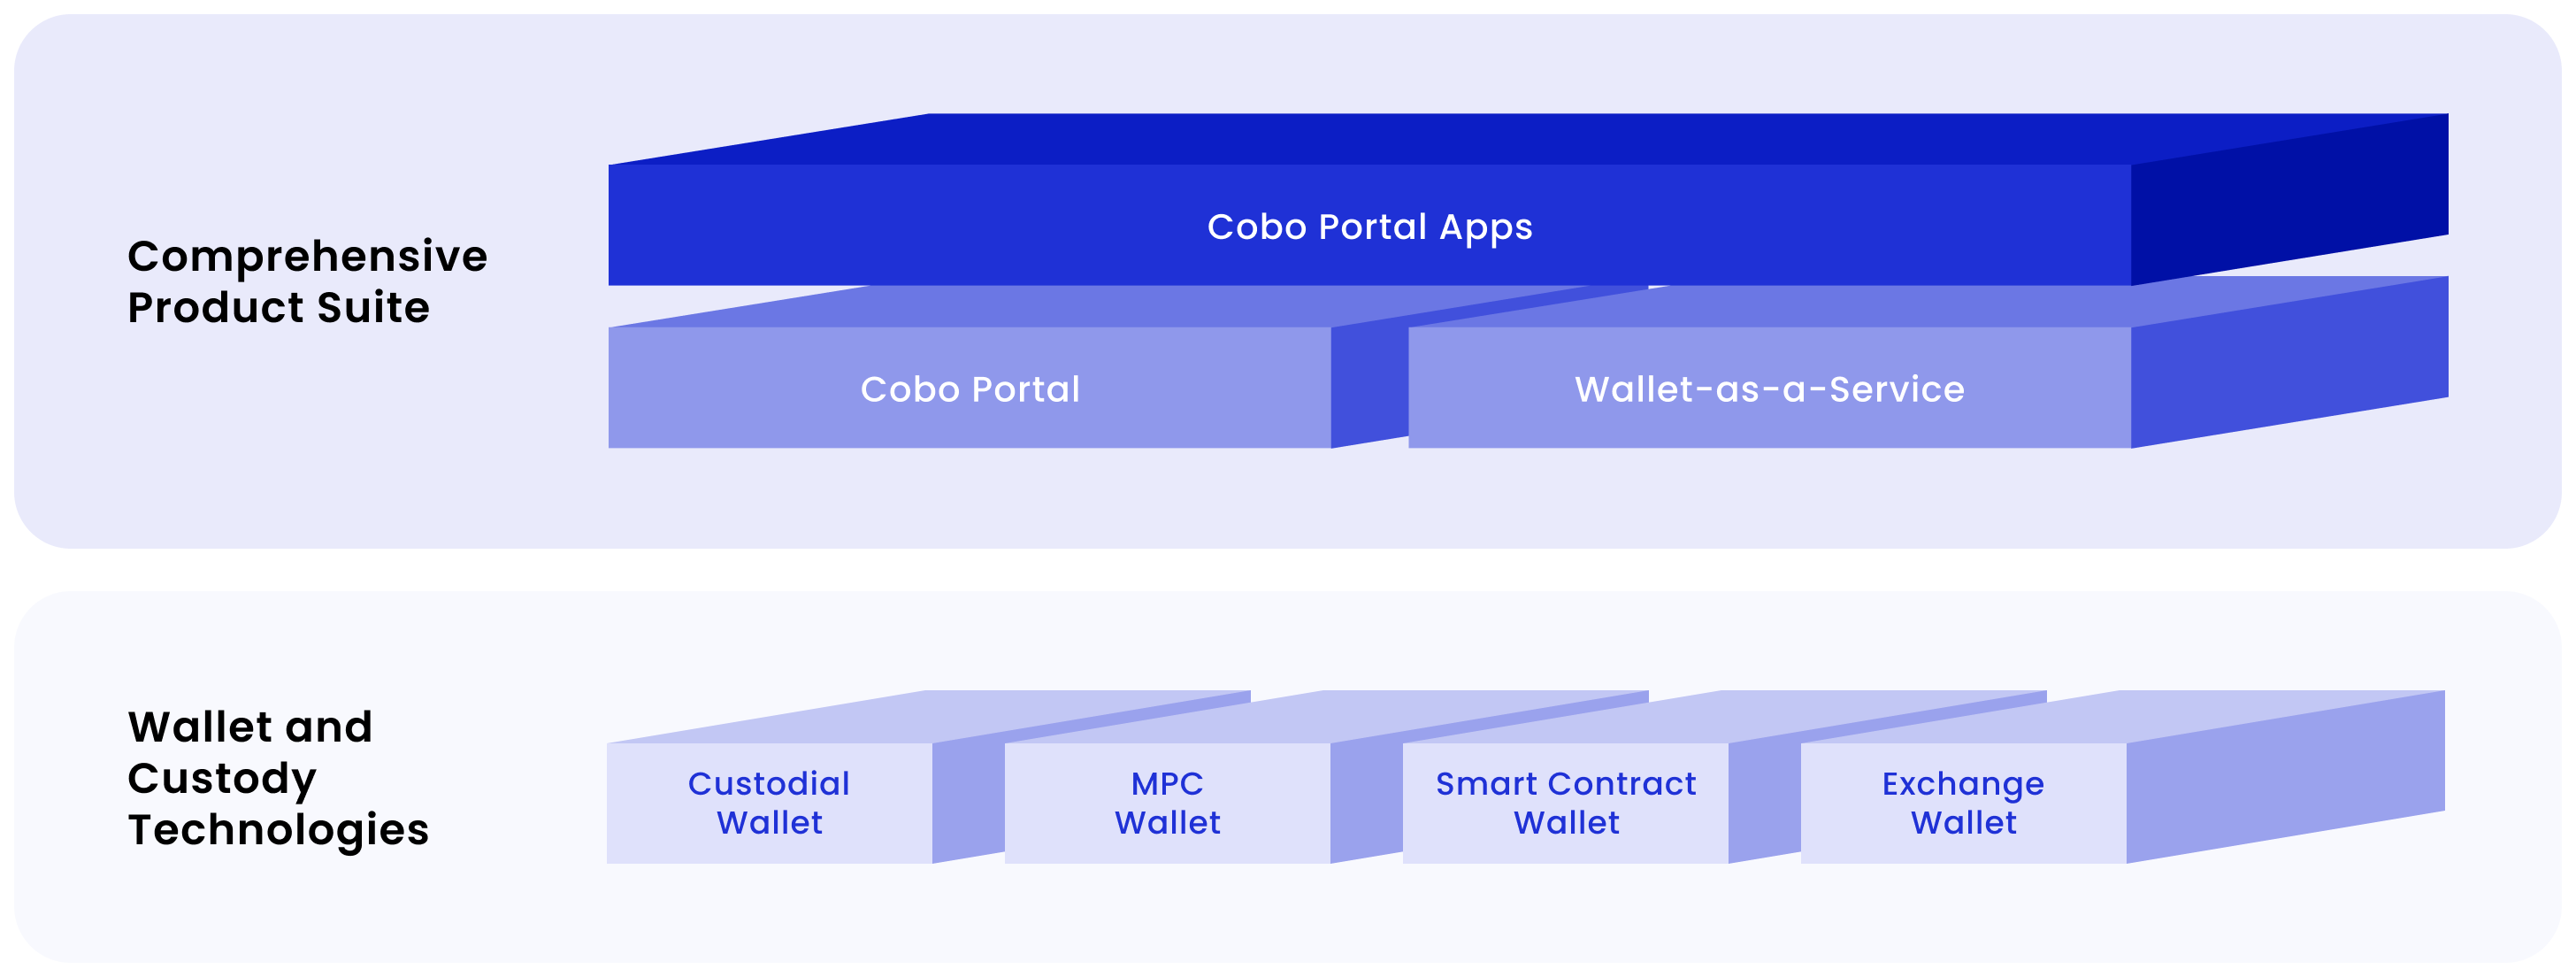 Comprehensive
Product Suite
Cobo Portal Apps
Cobo Portal
Wallet-as-a-Service
Wallet and
Custody
Technologies
Custodial
Wallet
MPC
Wallet
Smart Contract
Wallet
Exchange
Wallet